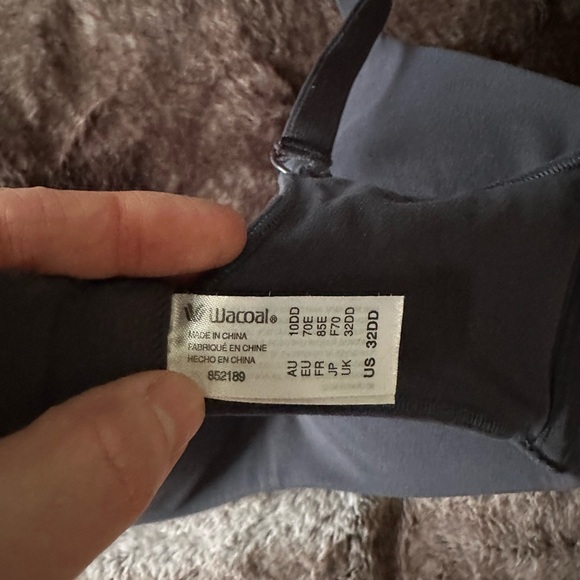 Wacoal®
MADE IN CHINA
FABRIQUÉ EN CHINE
HECHO EN CHINA
852189
AU 10DD
EU 70E
FR 85E
JP F70
UK 32DD
US 32DD